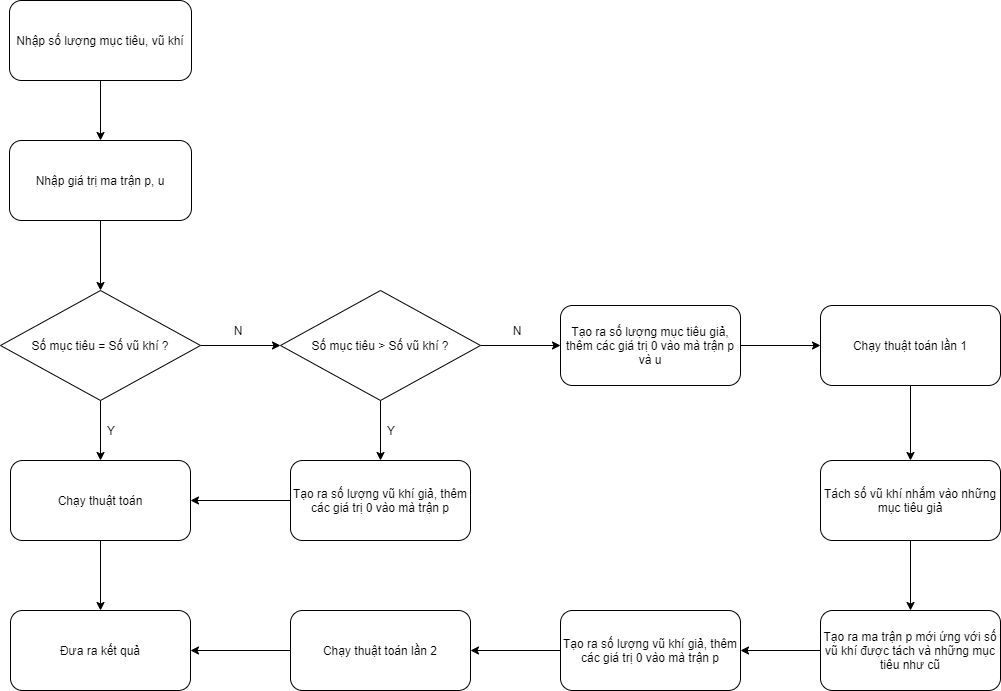 Nhập số lượng mục tiêu, vũ khí
Nhập giá trị ma trận p, u
Số mục tiêu = Số vũ khí ?
N
Số mục tiêu > Số vũ khí ?
N
Tạo ra số lượng mục tiêu giả,
thêm các giá trị 0 vào mả trận p
và u
Chạy thuật toán lần 1
Y
Y
Chạy thuật toán
Tạo ra số lượng vũ khí giả, thêm
các giá trị 0 vào mả trận p
Tách số vũ khí nhắm vào những
mục tiêu giả
Đưa ra kết quả
Chạy thuật toán lần 2
Tạo ra số lượng vũ khí giả, thêm
các giá trị 0 vào mả trận p
Tạo ra ma trận p mới ứng với số
vũ khí được tách và những mục
tiêu như cũ